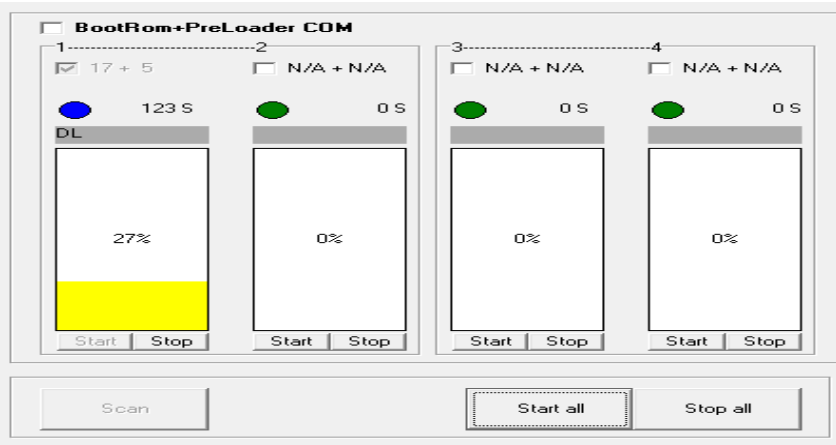 BootRom+PreLoader COM
1 2 3 4
17 + 5 N/A + N/A N/A + N/A N/A + N/A
123 S 0 S 0 S 0 S
DL
27% 0% 0% 0%
Start Stop Start Stop Start Stop Start Stop
Scan Start all Stop all